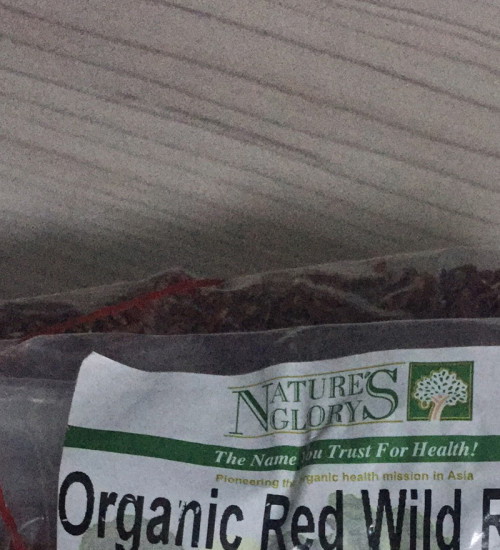 NATURE'S
GLORY
The Name You Trust For Health!
Pioneering the organic health mission in Asia
Organic Red Wild